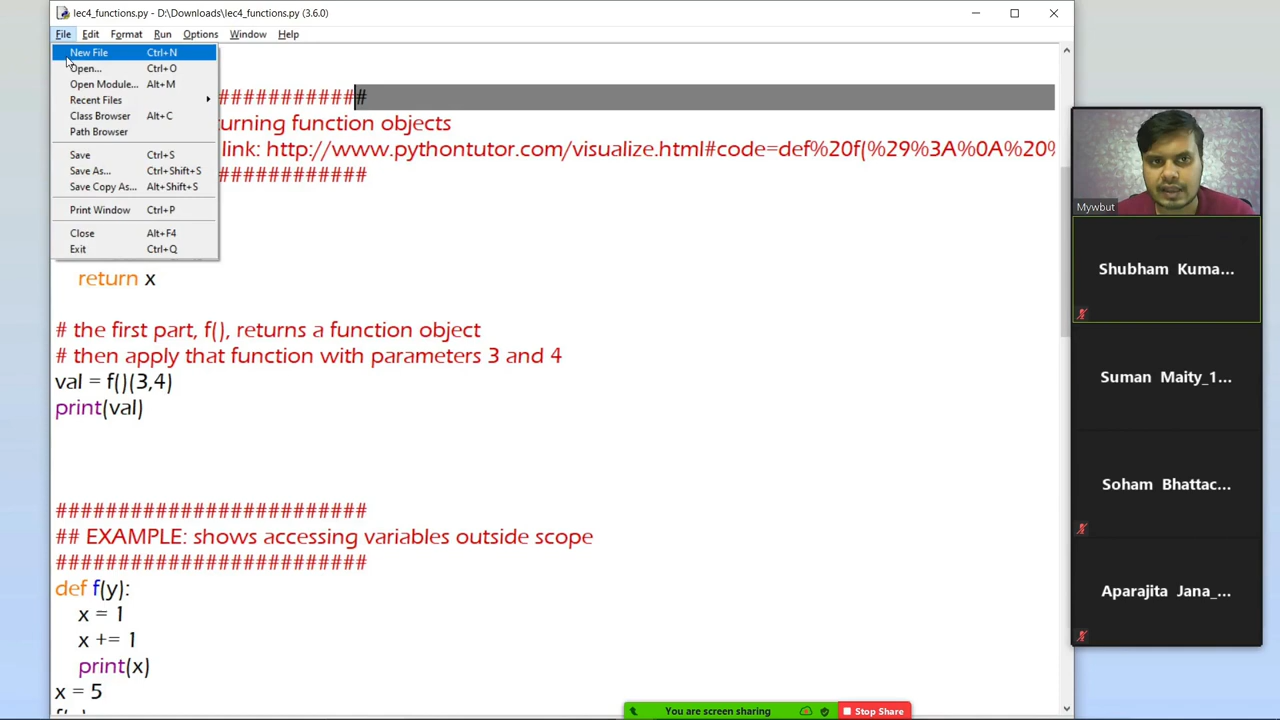 lec4_functions.py - D:\Downloads\lec4_functions.py (3.6.0)
File Edit Format Run Options Window Help
New File Ctrl+N
Open... Ctrl+O
Open Module... Alt+M
Recent Files
Class Browser Alt+C
Path Browser
Save Ctrl+S
Save As... Ctrl+Shift+S
Save Copy As... Alt+Shift+S
Print Window Ctrl+P
Close Alt+F4
Exit Ctrl+Q
############
urning function objects
link: http://www.pythontutor.com/visualize.html#code=def%20f(%29%3A%0A%20%
############
return x
# the first part, f(), returns a function object
# then apply that function with parameters 3 and 4
val = f()(3,4)
print(val)
########################
## EXAMPLE: shows accessing variables outside scope
########################
def f(y):
x = 1
x += 1
print(x)
x = 5
Mywbut
Shubham Kuma...
Suman Maity_1...
Soham Bhattac...
Aparajita Jana_...
You are screen sharing
Stop Share